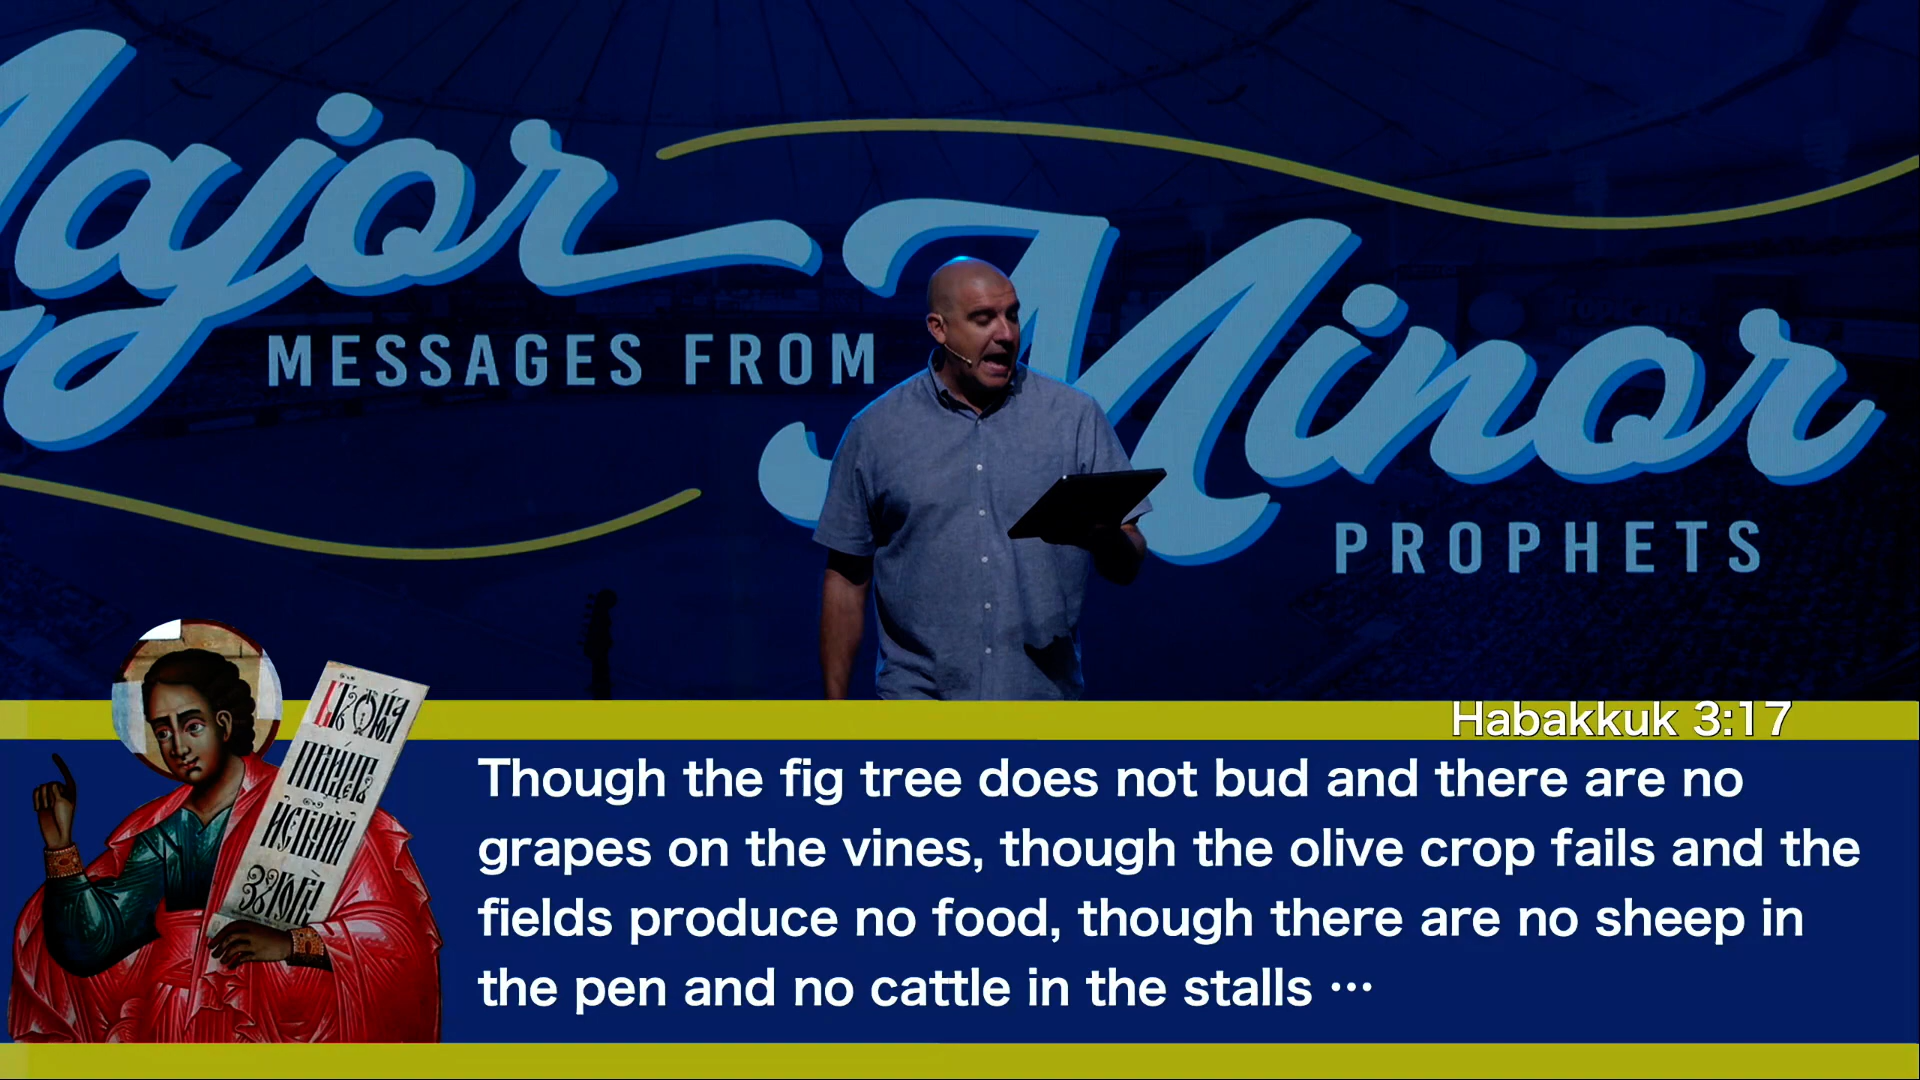 Major
MESSAGES FROM
Minor
PROPHETS
Habakkuk 3:17
Though the fig tree does not bud and there are no
grapes on the vines, though the olive crop fails and the
fields produce no food, though there are no sheep in
the pen and no cattle in the stalls ⋯